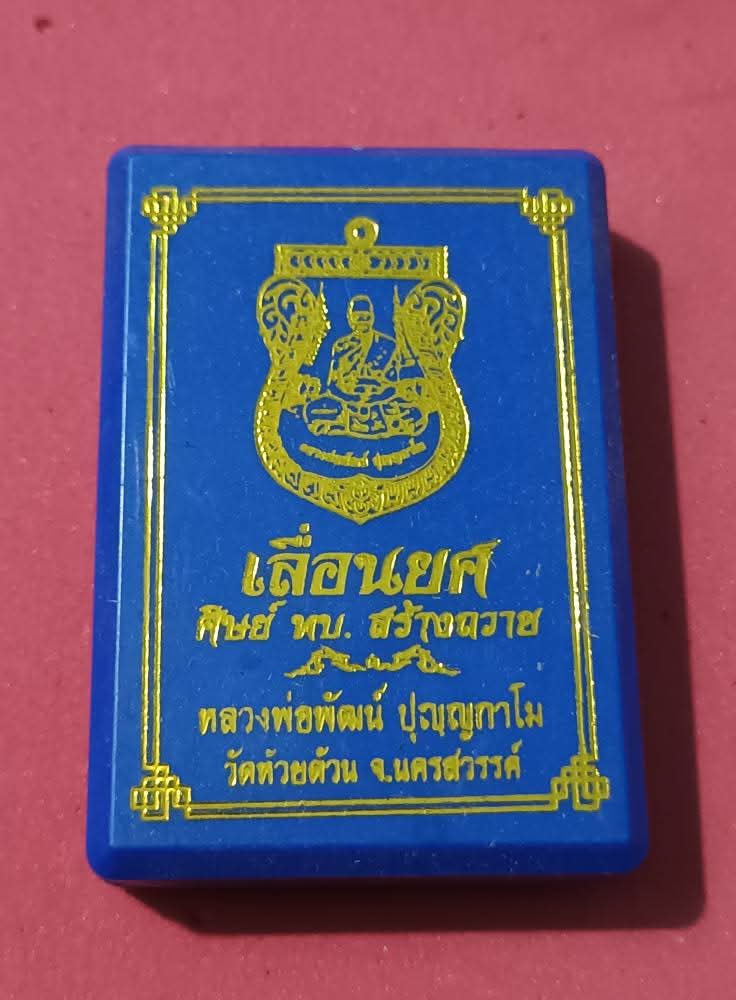 เลื่อนยศ
ศิษย์ ทบ. สร้างถวาย
หลวงพ่อพัฒน์ ปุญฺญกาโม
วัดห้วยด้วน จ.นครสวรรค์